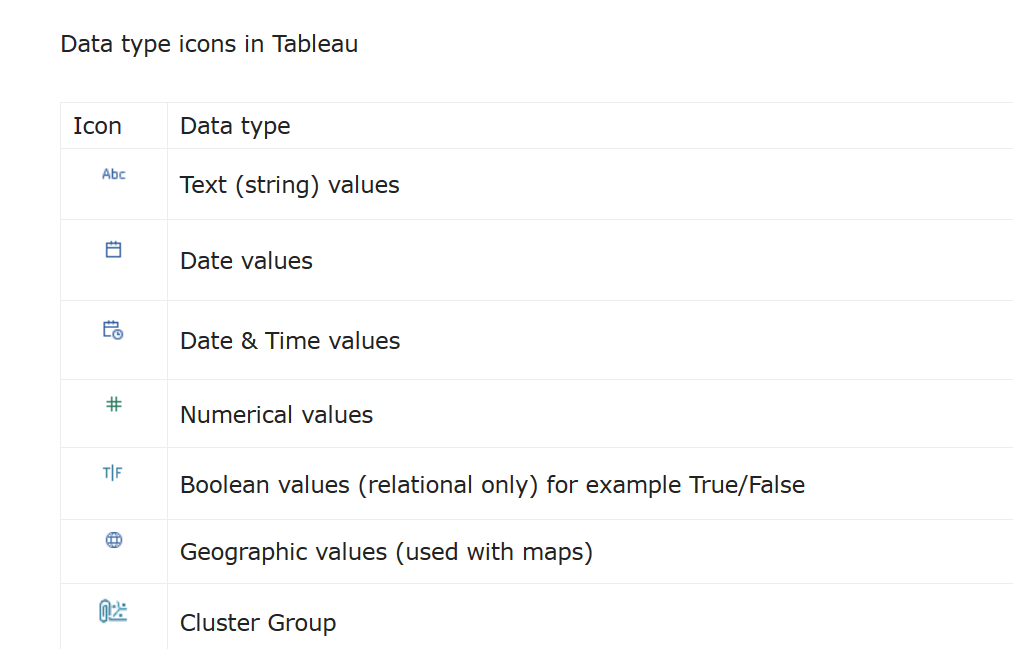 Data type icons in Tableau
Icon Data type
Abc Text (string) values
Date values
Date & Time values
# Numerical values
T|F Boolean values (relational only) for example True/False
Geographic values (used with maps)
Cluster Group